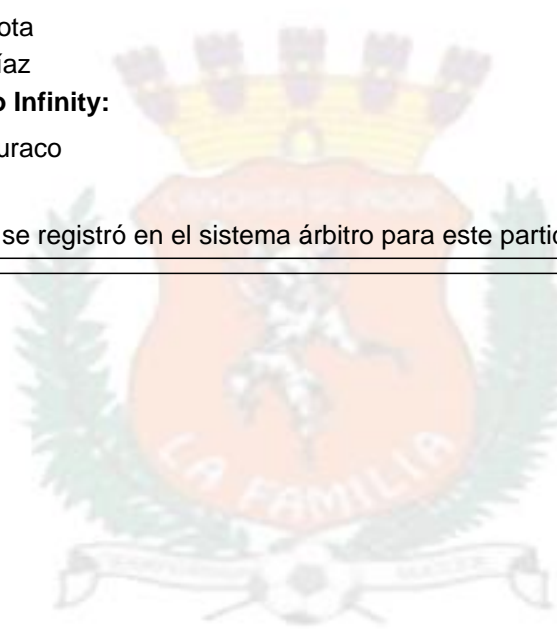 ota
íaz
o Infinity:
uraco
se registró en el sistema árbitro para este partic
LA FAMILIA